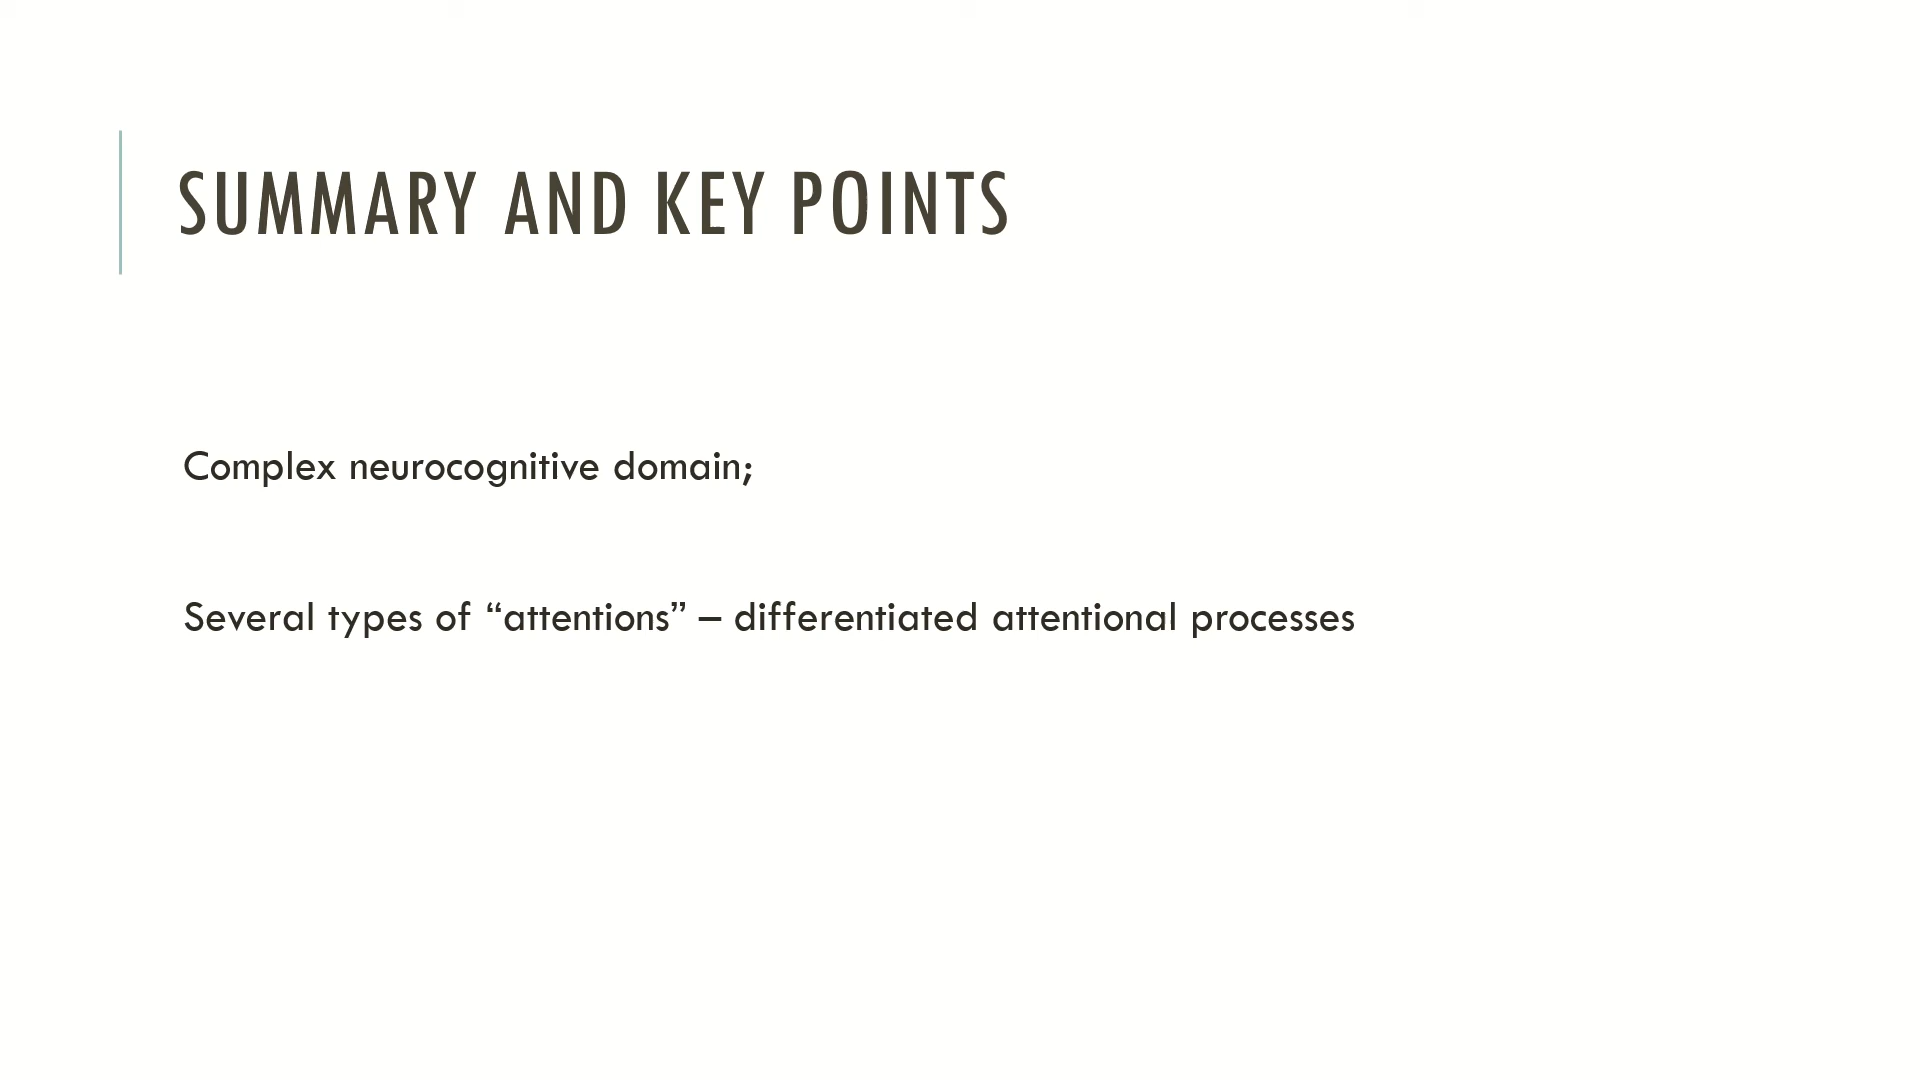 SUMMARY AND KEY POINTS
Complex neurocognitive domain;
Several types of “attentions” – differentiated attentional processes